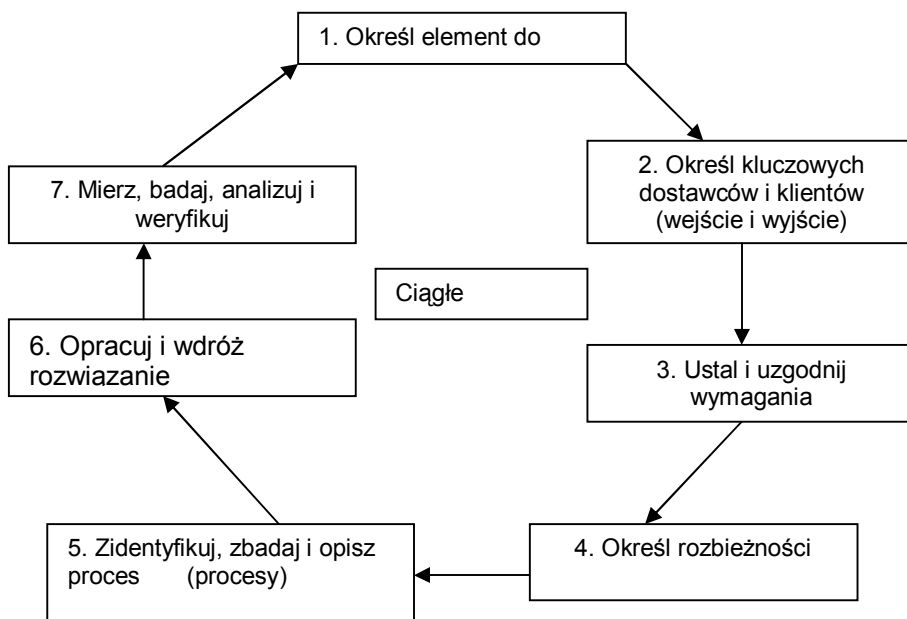 1. Określ element do
2. Określ kluczowych
dostawców i klientów
(wejście i wyjście)
7. Mierz, badaj, analizuj i
weryfikuj
Ciągłe
6. Opracuj i wdróż
rozwiazanie
3. Ustal i uzgodnij
wymagania
5. Zidentyfikuj, zbadaj i opisz
proces (procesy)
4. Określ rozbieżności